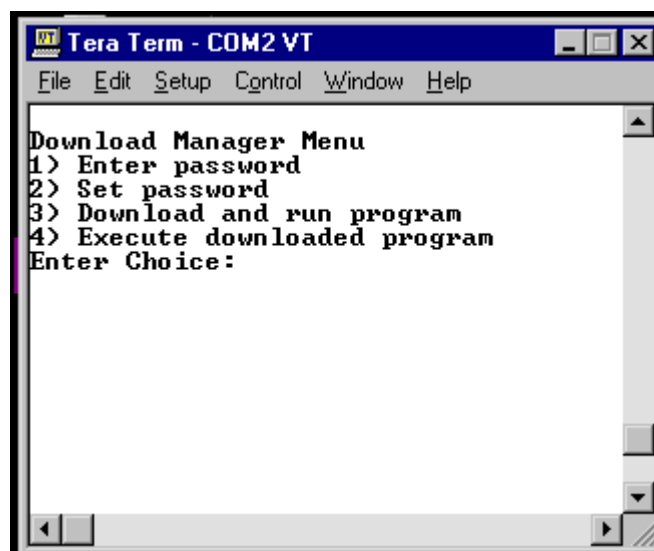 Tera Term - COM2 VT
File Edit Setup Control Window Help
Download Manager Menu
1) Enter password
2) Set password
3) Download and run program
4) Execute downloaded program
Enter Choice: